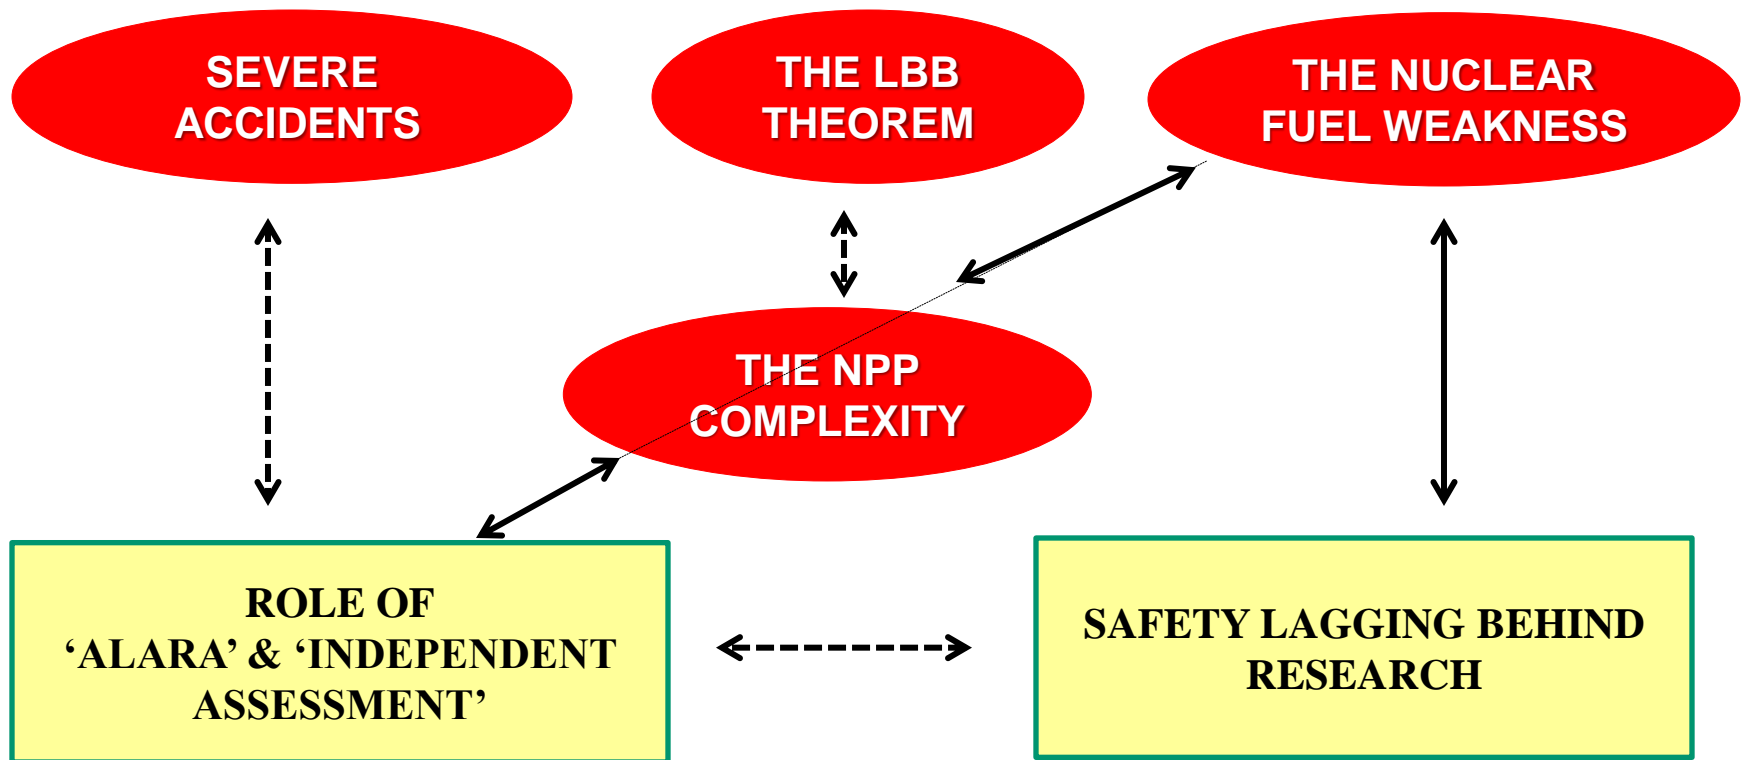 SEVERE
ACCIDENTS
THE LBB
THEOREM
THE NUCLEAR
FUEL WEAKNESS
THE NPP
COMPLEXITY
ROLE OF
‘ALARA’ & ‘INDEPENDENT
ASSESSMENT’
SAFETY LAGGING BEHIND
RESEARCH